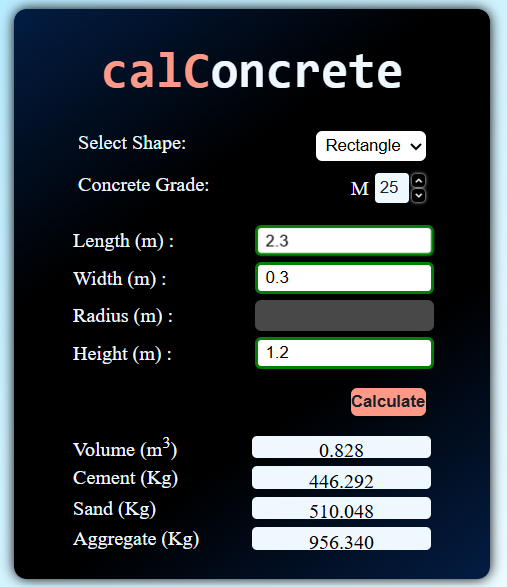 calConcrete
Select Shape: Rectangle
Concrete Grade: M 25
Length (m) : 2.3
Width (m) : 0.3
Radius (m) :
Height (m) : 1.2
Calculate
Volume (m³) 0.828
Cement (Kg) 446.292
Sand (Kg) 510.048
Aggregate (Kg) 956.340